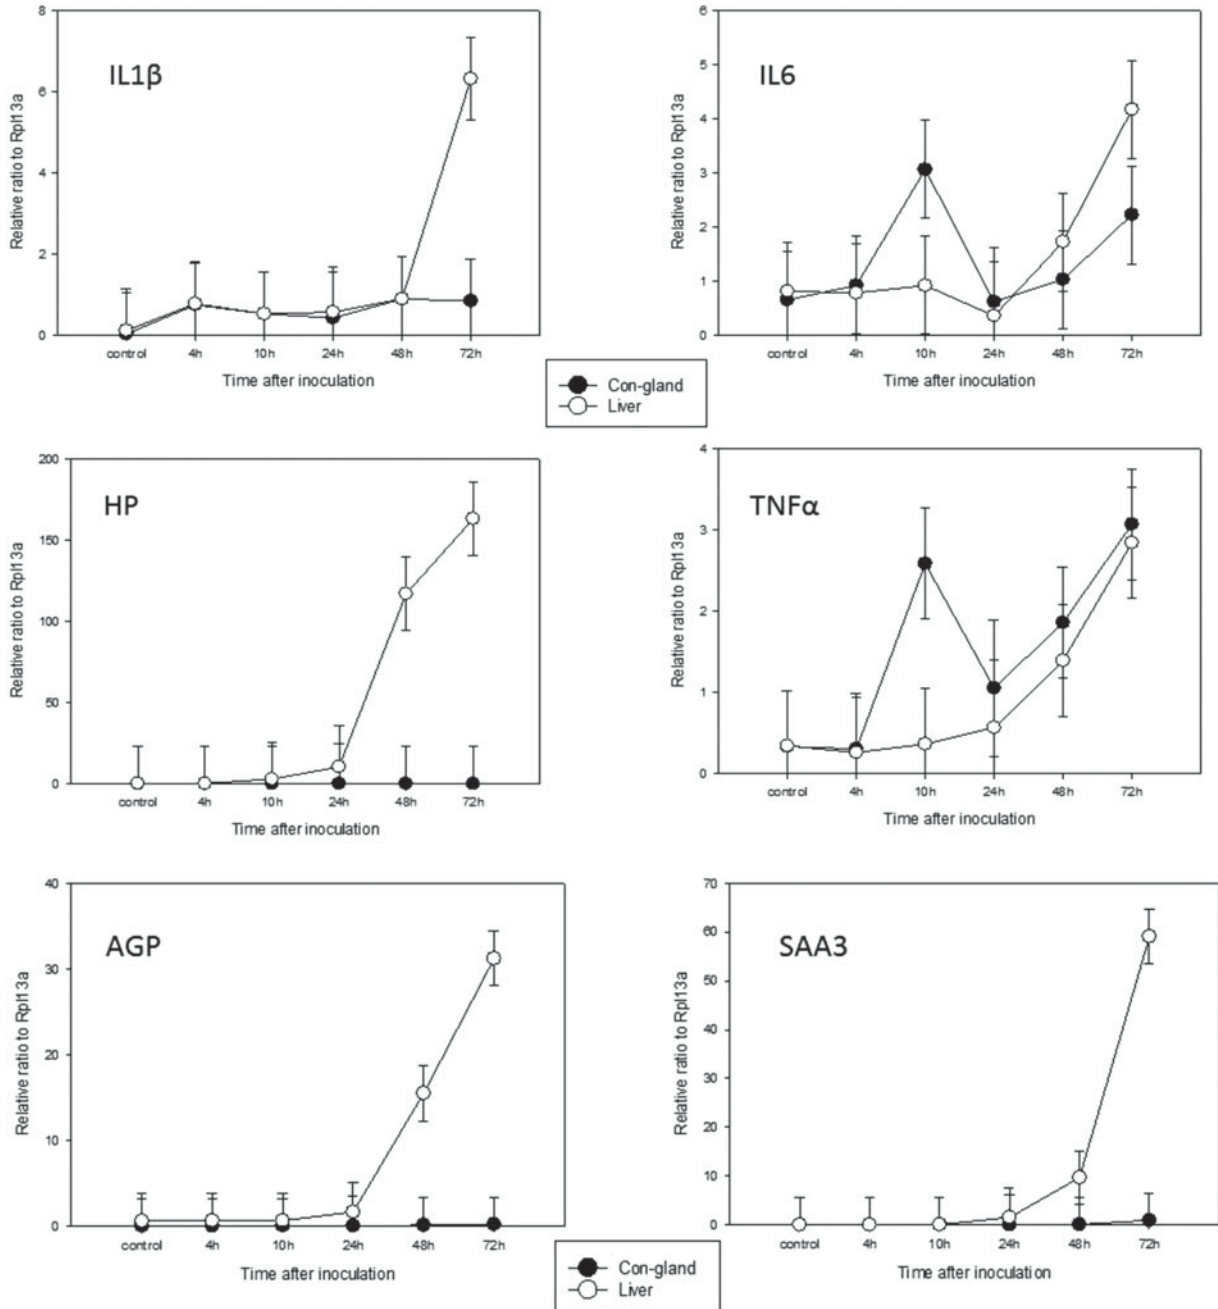 IL1β
Relative ratio to Rpl13a
8
6
4
2
0
control 4h 10h 24h 48h 72h
Time after inoculation
IL6
Relative ratio to Rpl13a
6
5
4
3
2
1
0
control 4h 10h 24h 48h 72h
Time after inoculation
Con-gland
Liver
HP
Relative ratio to Rpl13a
200
150
100
50
0
control 4h 10h 24h 48h 72h
Time after inoculation
TNFα
Relative ratio to Rpl13a
4
3
2
1
0
control 4h 10h 24h 48h 72h
Time after inoculation
AGP
Relative ratio to Rpl13a
40
30
20
10
0
control 4h 10h 24h 48h 72h
Time after inoculation
SAA3
Relative ratio to Rpl13a
70
60
50
40
30
20
10
0
control 4h 10h 24h 48h 72h
Time after inoculation
Con-gland
Liver